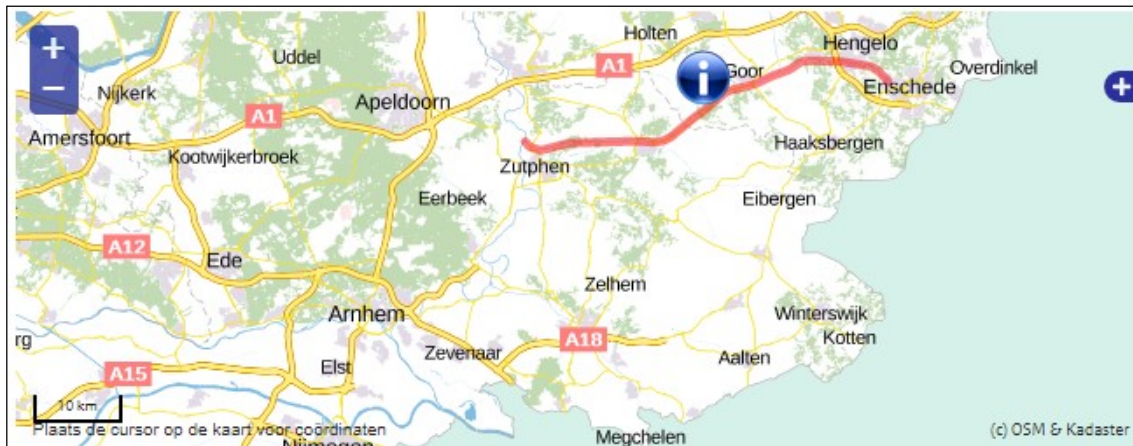 +
−
Uddel
Holten
Hengelo
A1
Goor
Overdinkel
Nijkerk
Apeldoorn
Enschede
A1
Amersfoort
Kootwijkerbroek
Haaksbergen
Zutphen
Eerbeek
Eibergen
A12
Ede
Zelhem
Arnhem
Winterswijk
rg
Zevenaar
A18
Kotten
Elst
Aalten
A15
10 km
Plaats de cursor op de kaart voor coördinaten
Nijmegen
Megchelen
(c) OSM & Kadaster
i
+